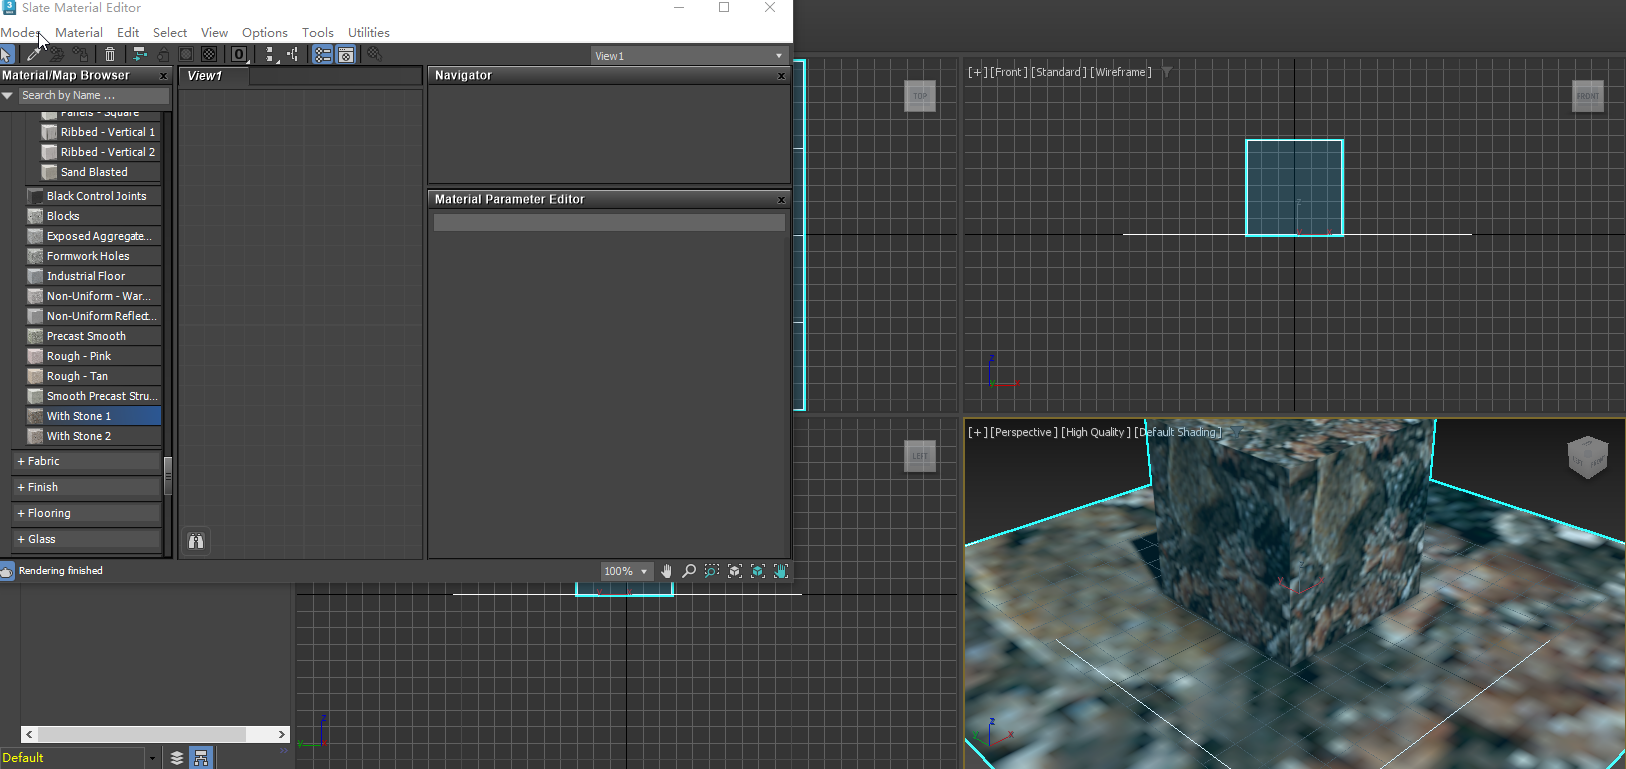 Slate Material Editor
Modes Material Edit Select View Options Tools Utilities
View1
Material/Map Browser
Search by Name ...
Panels - Square
Ribbed - Vertical 1
Ribbed - Vertical 2
Sand Blasted
Black Control Joints
Blocks
Exposed Aggregate...
Formwork Holes
Industrial Floor
Non-Uniform - War...
Non-Uniform Reflect...
Precast Smooth
Rough - Pink
Rough - Tan
Smooth Precast Stru...
With Stone 1
With Stone 2
+ Fabric
+ Finish
+ Flooring
+ Glass
Rendering finished
View1
Navigator
Material Parameter Editor
100%
TOP
[+] [Front ] [Standard ] [Wireframe ]
FRONT
z
z
y
x
LEFT
z
y
x
[+] [Perspective ] [High Quality ] [Default Shading ]
z
y
x
Default